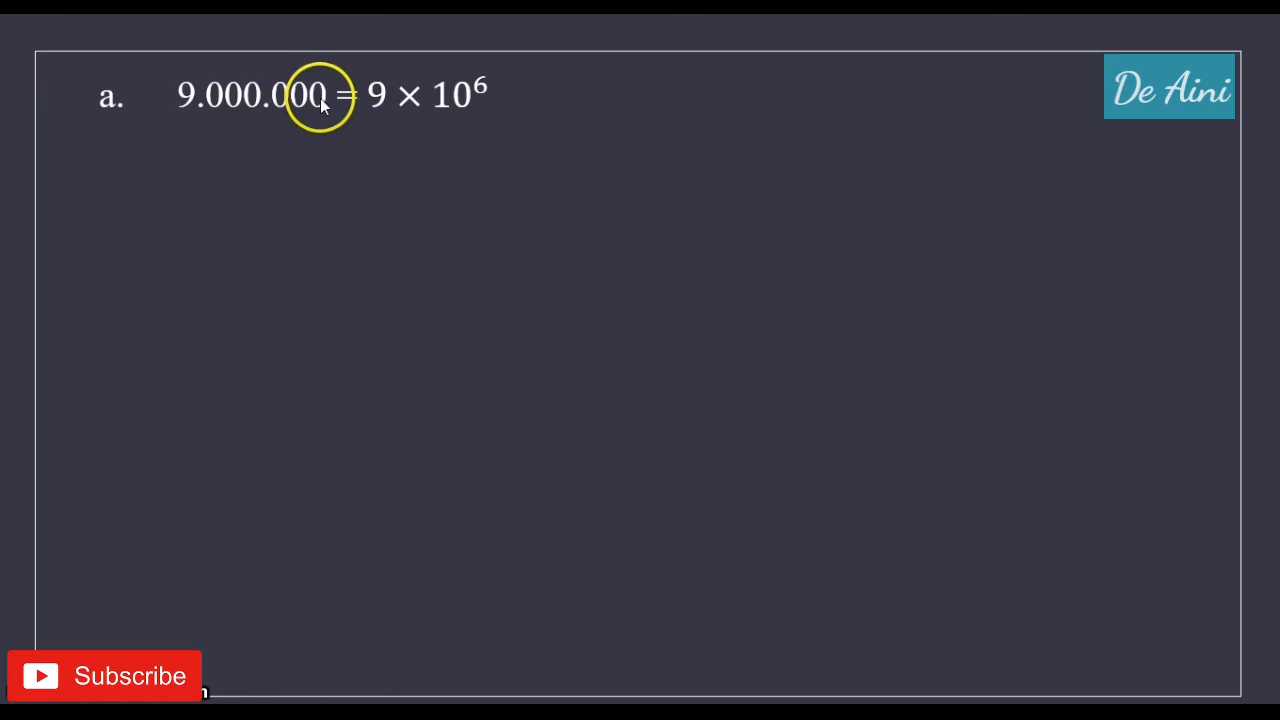 a. 9.000.000 = 9 × 10⁶
De Aini
Subscribe
n